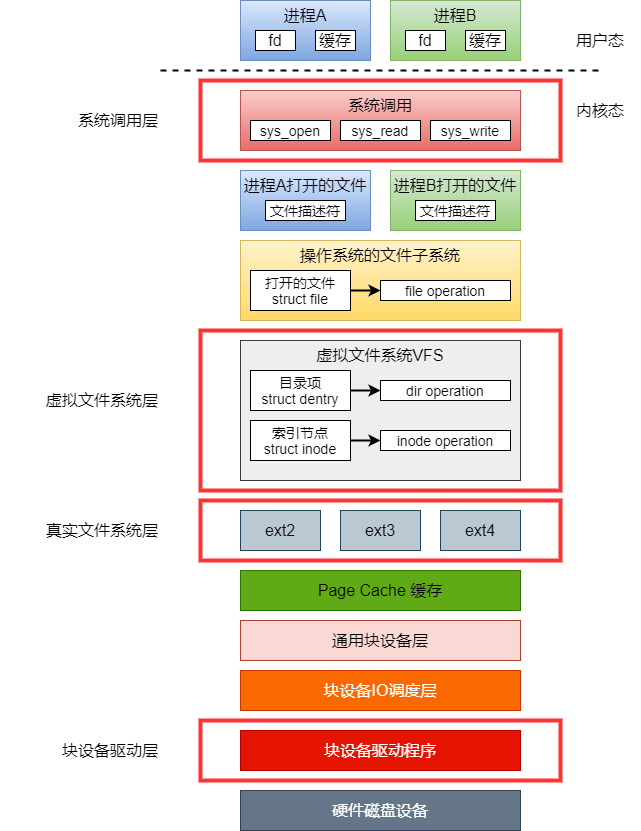 进程A
进程B
fd
缓存
fd
缓存
用户态
系统调用层
系统调用
sys_open
sys_read
sys_write
内核态
进程A打开的文件
文件描述符
进程B打开的文件
文件描述符
操作系统的文件子系统
打开的文件
struct file
file operation
虚拟文件系统层
虚拟文件系统VFS
目录项
struct dentry
dir operation
索引节点
struct inode
inode operation
真实文件系统层
ext2
ext3
ext4
Page Cache 缓存
通用块设备层
块设备IO调度层
块设备驱动层
块设备驱动程序
硬件磁盘设备